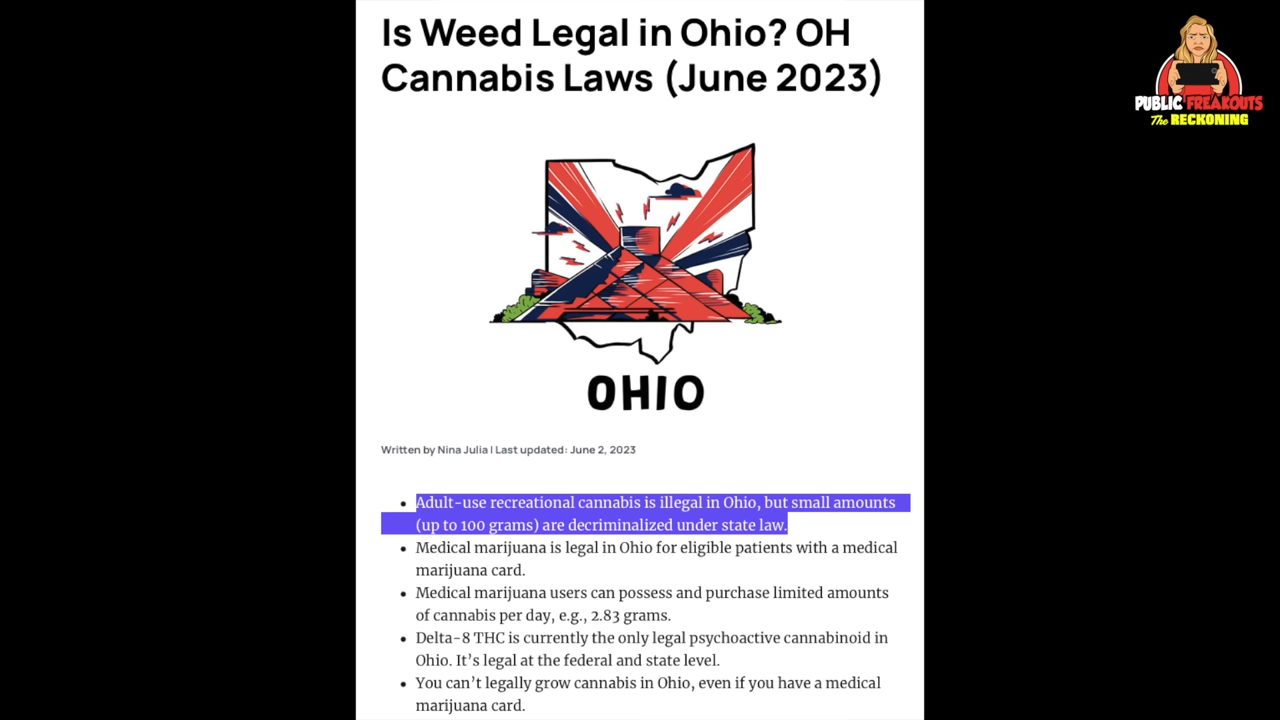 Is Weed Legal in Ohio? OH
Cannabis Laws (June 2023)
PUBLIC FREAKOUTS
The RECKONING
OHIO
Written by Nina Julia | Last updated: June 2, 2023
• Adult-use recreational cannabis is illegal in Ohio, but small amounts
(up to 100 grams) are decriminalized under state law.
• Medical marijuana is legal in Ohio for eligible patients with a medical
marijuana card.
• Medical marijuana users can possess and purchase limited amounts
of cannabis per day, e.g., 2.83 grams.
• Delta-8 THC is currently the only legal psychoactive cannabinoid in
Ohio. It’s legal at the federal and state level.
• You can’t legally grow cannabis in Ohio, even if you have a medical
marijuana card.